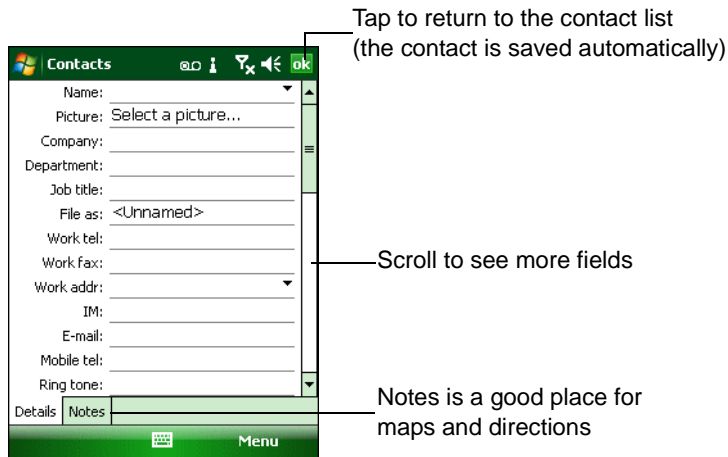 Tap to return to the contact list
(the contact is saved automatically)
Contacts ok
Name:
Picture: Select a picture...
Company:
Department:
Job title:
File as: <Unnamed>
Work tel:
Work fax:
Work addr:
Scroll to see more fields
IM:
E-mail:
Mobile tel:
Ring tone:
Details Notes
Notes is a good place for
maps and directions
Menu